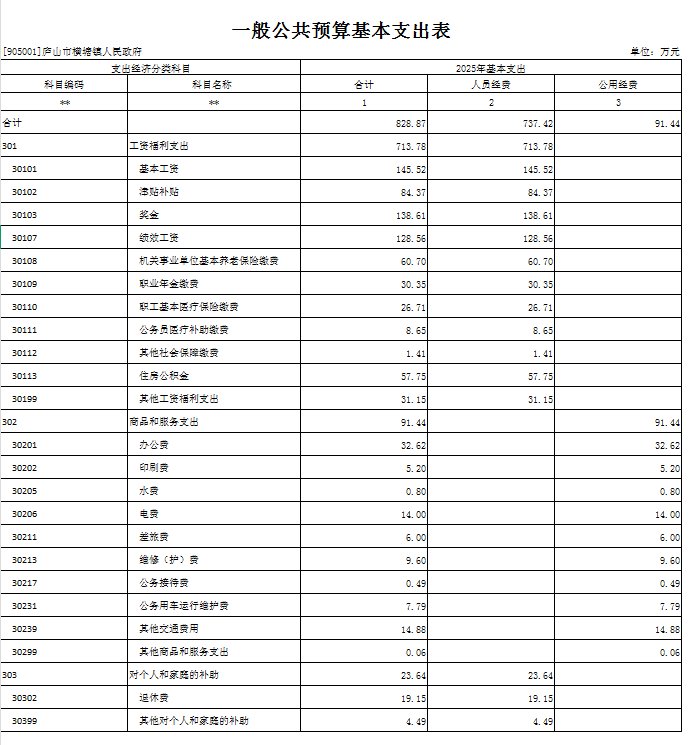 一般公共预算基本支出表
[905001]庐山市横塘镇人民政府 单位：万元
支出经济分类科目 2025年基本支出
科目编码 科目名称 合计 人员经费 公用经费
** ** 1 2 3
合计 828.87 737.42 91.44
301 工资福利支出 713.78 713.78
30101 基本工资 145.52 145.52
30102 津贴补贴 84.37 84.37
30103 奖金 138.61 138.61
30107 绩效工资 128.56 128.56
30108 机关事业单位基本养老保险缴费 60.70 60.70
30109 职业年金缴费 30.35 30.35
30110 职工基本医疗保险缴费 26.71 26.71
30111 公务员医疗补助缴费 8.65 8.65
30112 其他社会保障缴费 1.41 1.41
30113 住房公积金 57.75 57.75
30199 其他工资福利支出 31.15 31.15
302 商品和服务支出 91.44 91.44
30201 办公费 32.62 32.62
30202 印刷费 5.20 5.20
30205 水费 0.80 0.80
30206 电费 14.00 14.00
30211 差旅费 6.00 6.00
30213 维修（护）费 9.60 9.60
30217 公务接待费 0.49 0.49
30231 公务用车运行维护费 7.79 7.79
30239 其他交通费用 14.88 14.88
30299 其他商品和服务支出 0.06 0.06
303 对个人和家庭的补助 23.64 23.64
30302 退休费 19.15 19.15
30399 其他对个人和家庭的补助 4.49 4.49